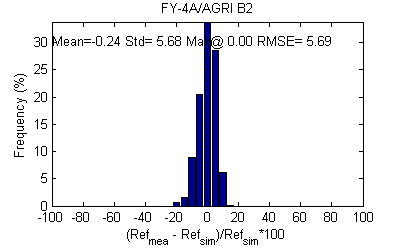 FY-4A/AGRI B2
Mean=-0.24 Std= 5.68 Max@ 0.00 RMSE= 5.69
30
25
20
15
10
5
0
Frequency (%)
-100 -80 -60 -40 -20 0 20 40 60 80 100
(Ref_mea - Ref_sim)/Ref_sim*100